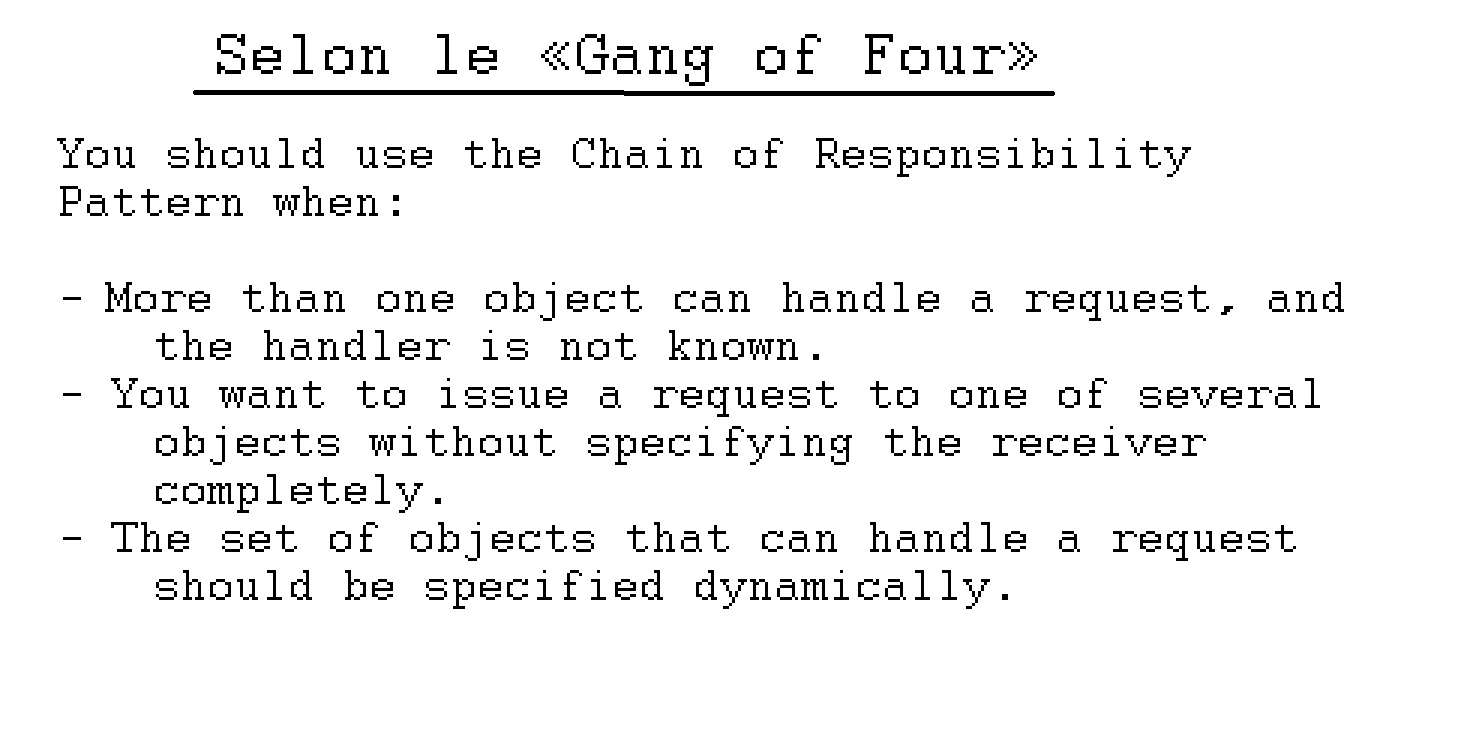 Selon le «Gang of Four»
You should use the Chain of Responsibility
Pattern when:
- More than one object can handle a request, and
the handler is not known.
- You want to issue a request to one of several
objects without specifying the receiver
completely.
- The set of objects that can handle a request
should be specified dynamically.